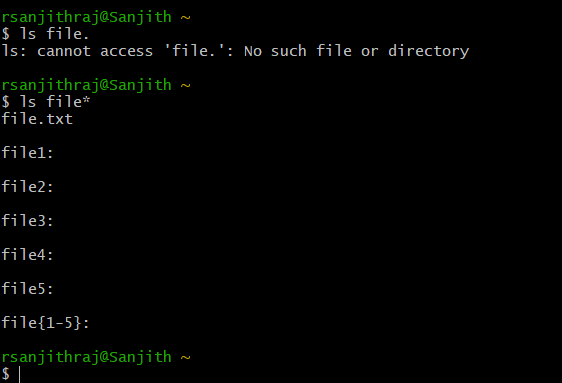 rsanjithraj@Sanjith ~
$ ls file.
ls: cannot access 'file.': No such file or directory
rsanjithraj@Sanjith ~
$ ls file*
file.txt
file1:
file2:
file3:
file4:
file5:
file{1-5}:
rsanjithraj@Sanjith ~
$